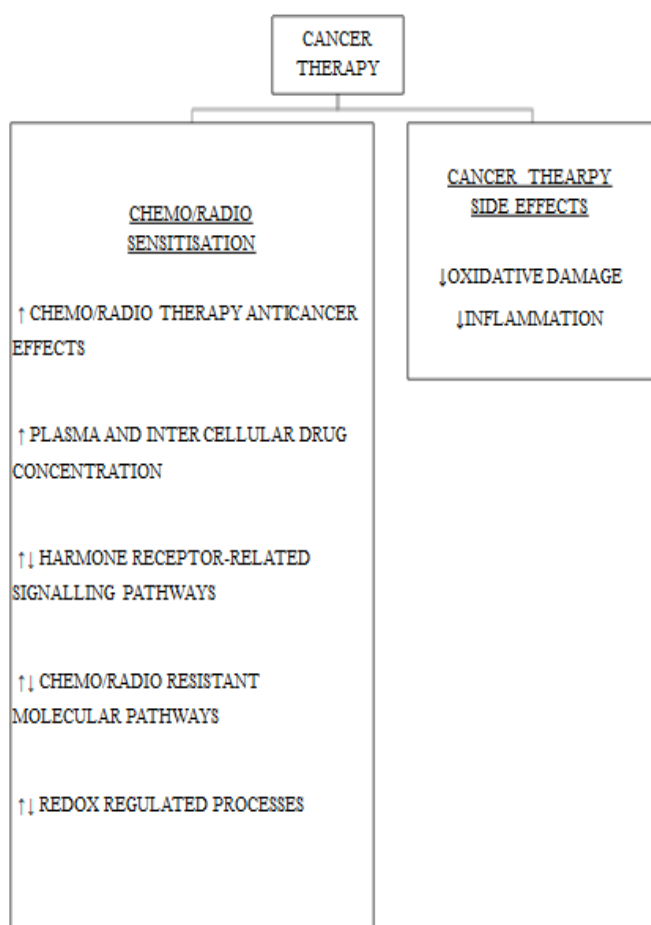 CANCER
THERAPY
CHEMO/RADIO
SENSITISATION
↑ CHEMO/RADIO THERAPY ANTICANCER
EFFECTS
↑ PLASMA AND INTER CELLULAR DRUG
CONCENTRATION
↑↓ HARMONE RECEPTOR-RELATED
SIGNALLING PATHWAYS
↑↓ CHEMO/RADIO RESISTANT
MOLECULAR PATHWAYS
↑↓ REDOX REGULATED PROCESSES
CANCER THEARPY
SIDE EFFECTS
↓OXIDATIVE DAMAGE
↓INFLAMMATION